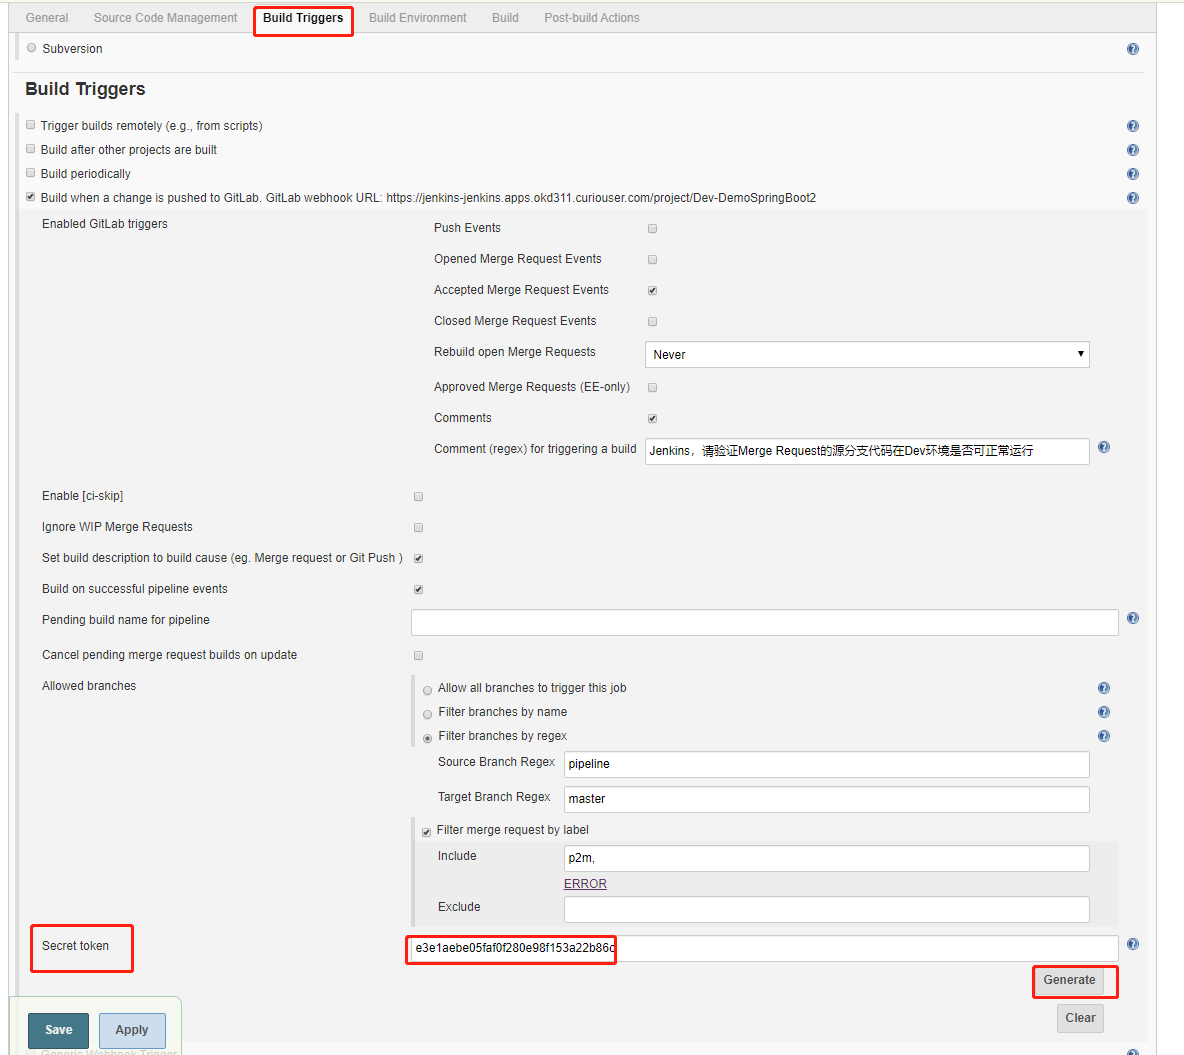 General Source Code Management Build Triggers Build Environment Build Post-build Actions
Subversion
Build Triggers
Trigger builds remotely (e.g., from scripts)
Build after other projects are built
Build periodically
Build when a change is pushed to GitLab. GitLab webhook URL: https://jenkins-jenkins.apps.okd311.curiouser.com/project/Dev-DemoSpringBoot2
Enabled GitLab triggers
Push Events
Opened Merge Request Events
Accepted Merge Request Events
Closed Merge Request Events
Rebuild open Merge Requests Never
Approved Merge Requests (EE-only)
Comments
Comment (regex) for triggering a build Jenkins，请验证Merge Request的源分支代码在Dev环境是否可正常运行
Enable [ci-skip]
Ignore WIP Merge Requests
Set build description to build cause (eg. Merge request or Git Push )
Build on successful pipeline events
Pending build name for pipeline
Cancel pending merge request builds on update
Allowed branches
Allow all branches to trigger this job
Filter branches by name
Filter branches by regex
Source Branch Regex pipeline
Target Branch Regex master
Filter merge request by label
Include p2m,
ERROR
Exclude
Secret token e3e1aebe05faf0f280e98f153a22b86c
Generate
Clear
Save Apply
Generic Webhook Trigger